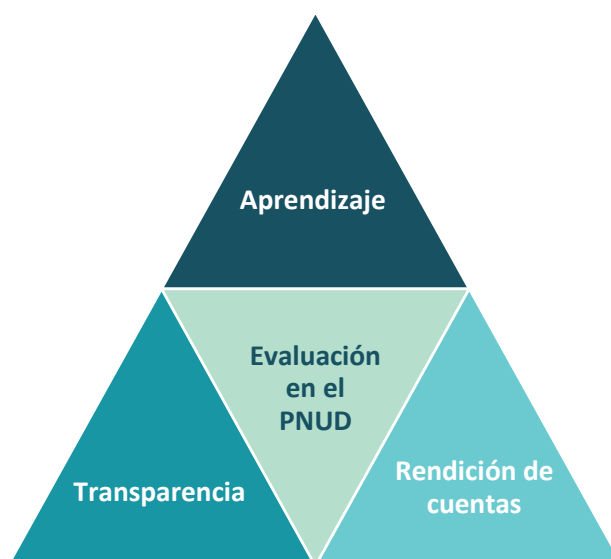 Aprendizaje
Evaluación
en el
PNUD
Transparencia
Rendición de
cuentas